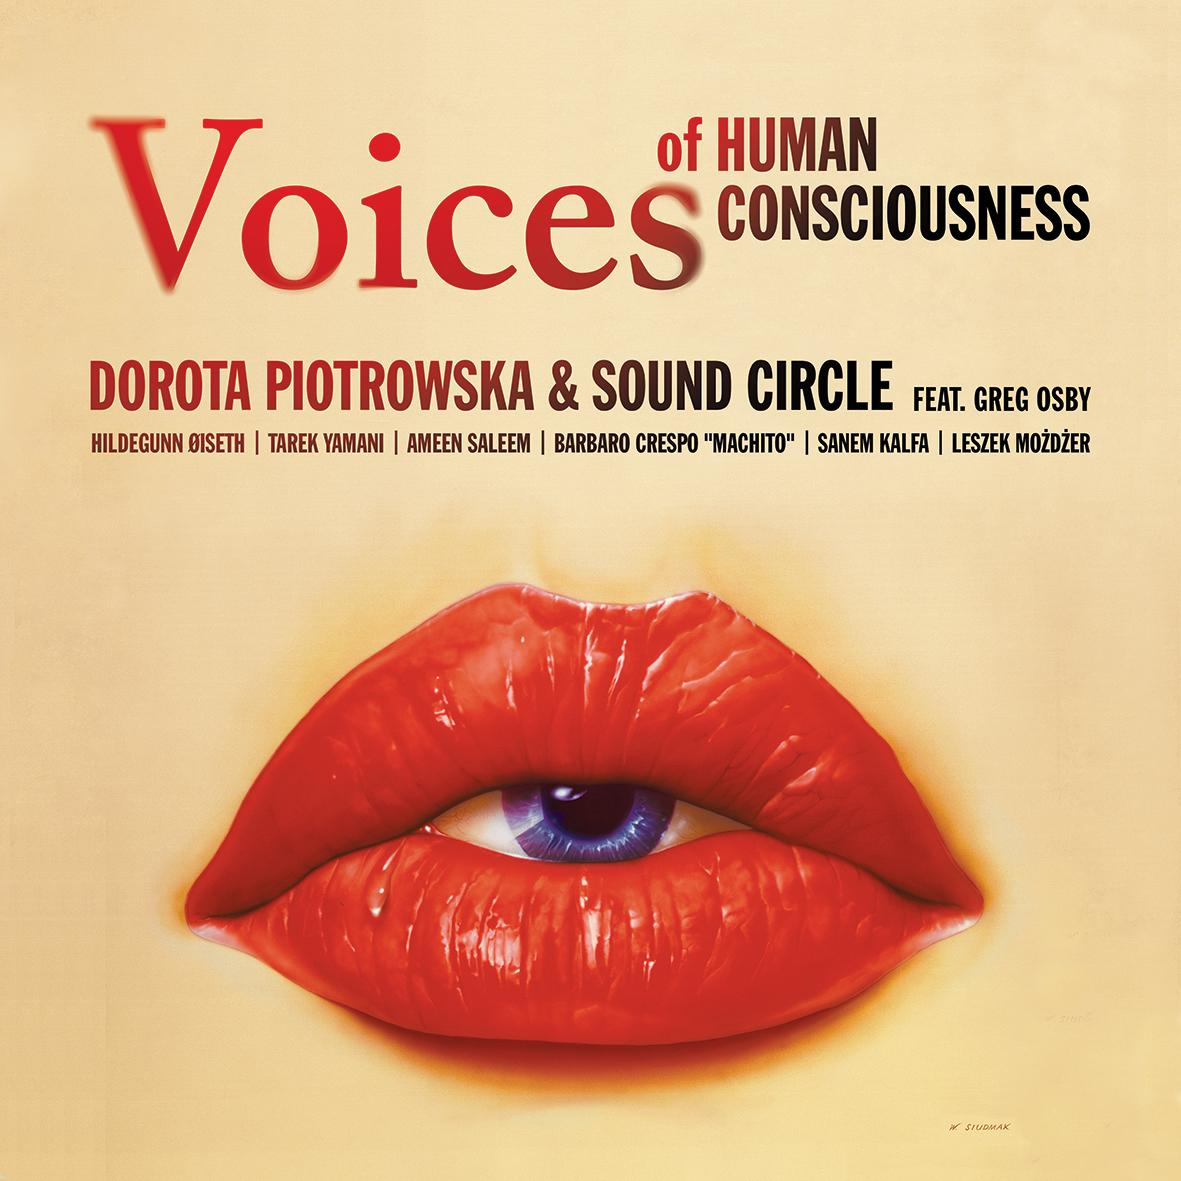 Voices of HUMAN
CONSCIOUSNESS
DOROTA PIOTROWSKA & SOUND CIRCLE FEAT. GREG OSBY
HILDEGUNN ØISETH | TAREK YAMANI | AMEEN SALEEM | BARBARO CRESPO "MACHITO" | SANEM KALFA | LESZEK MOŻDŻER
W SIUDMAK